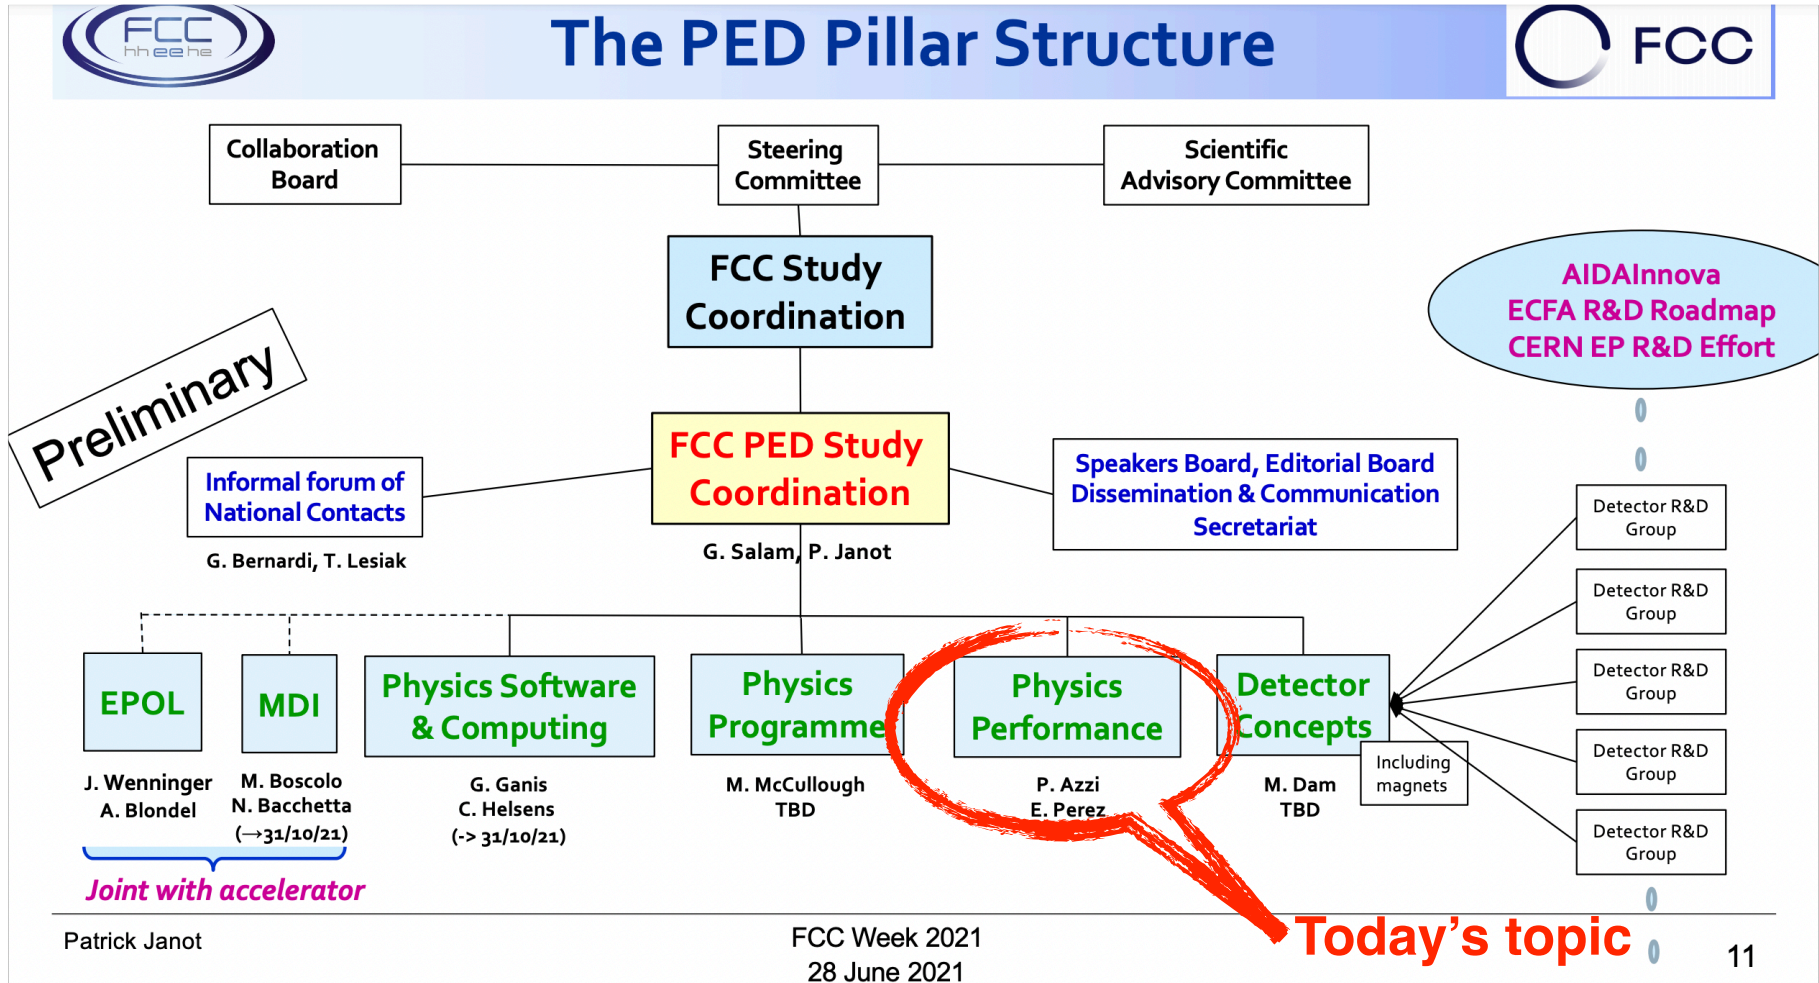 FCC
hh ee he
The PED Pillar Structure
FCC
Collaboration
Board
Steering
Committee
Scientific
Advisory Committee
FCC Study
Coordination
AIDAInnova
ECFA R&D Roadmap
CERN EP R&D Effort
Preliminary
FCC PED Study
Coordination
G. Salam, P. Janot
Informal forum of
National Contacts
G. Bernardi, T. Lesiak
Speakers Board, Editorial Board
Dissemination & Communication
Secretariat
EPOL
J. Wenninger
A. Blondel
MDI
M. Boscolo
N. Bacchetta
(→31/10/21)
Joint with accelerator
Physics Software
& Computing
G. Ganis
C. Helsens
(-> 31/10/21)
Physics
Programme
M. McCullough
TBD
Physics
Performance
P. Azzi
E. Perez
Detector
Concepts
M. Dam
TBD
Including
magnets
Detector R&D
Group
Detector R&D
Group
Detector R&D
Group
Detector R&D
Group
Detector R&D
Group
Today's topic
Patrick Janot
FCC Week 2021
28 June 2021
11